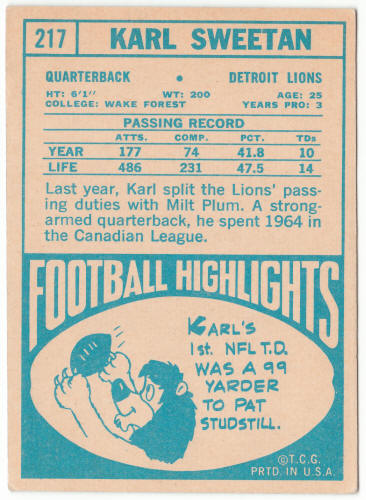 217 KARL SWEETAN
QUARTERBACK • DETROIT LIONS
HT: 6'1" WT: 200 AGE: 25
COLLEGE: WAKE FOREST YEARS PRO: 3
PASSING RECORD
ATTS. COMP. PCT. TDs
YEAR 177 74 41.8 10
LIFE 486 231 47.5 14
Last year, Karl split the Lions' pass-
ing duties with Milt Plum. A strong-
armed quarterback, he spent 1964 in
the Canadian League.
FOOTBALL HIGHLIGHTS
KARL'S
1st. NFL T.D.
WAS A 99
YARDER
TO PAT
STUDSTILL.
©T.C.G.
PRTD. IN U.S.A.